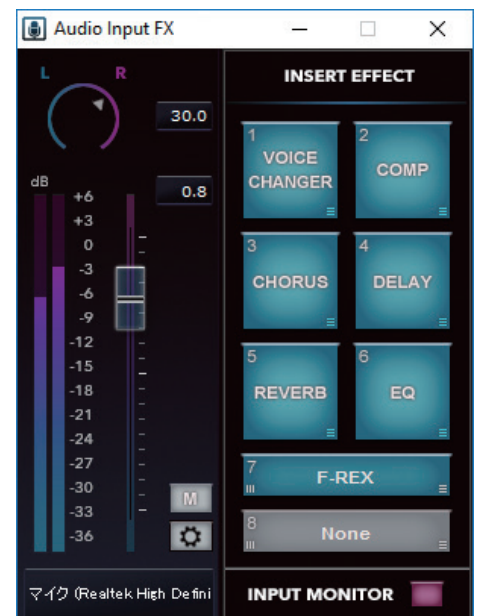 Audio Input FX
L R
30.0
dB
0.8
+6
+3
0
-3
-6
-9
-12
-15
-18
-21
-24
-27
-30
-33
-36
M
マイク (Realtek High Defini
INSERT EFFECT
1
VOICE
CHANGER
2
COMP
3
CHORUS
4
DELAY
5
REVERB
6
EQ
7
F-REX
8
None
INPUT MONITOR